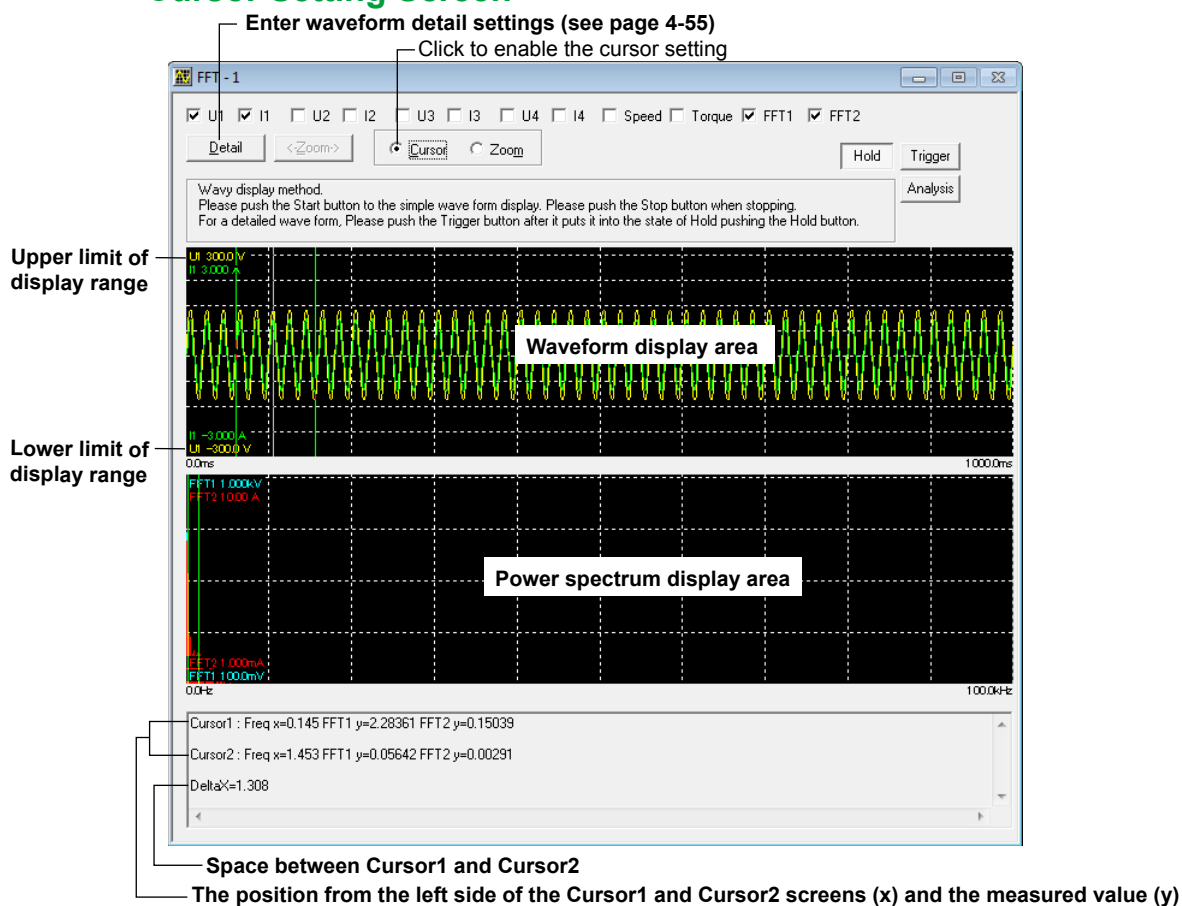 Cursor Setting Screen
Enter waveform detail settings (see page 4-55)
Click to enable the cursor setting
FFT - 1
U1 I1 U2 I2 U3 I3 U4 I4 Speed Torque FFT1 FFT2
Detail <-Zoom-> Cursor Zoom Hold Trigger
Analysis
Wavy display method.
Please push the Start button to the simple wave form display. Please push the Stop button when stopping.
For a detailed wave form, Please push the Trigger button after it puts it into the state of Hold pushing the Hold button.
Upper limit of
display range
U1 300.0 V
I1 3.000 A
Waveform display area
I1 -3.000 A
U1 -300.0 V
Lower limit of
display range
0.0ms 1000.0ms
FFT1 1.000kV
FFT2 10.00 A
Power spectrum display area
FFT2 1.000mA
FFT1 100.0mV
0.0Hz 100.0kHz
Cursor1 : Freq x=0.145 FFT1 y=2.28361 FFT2 y=0.15039
Cursor2 : Freq x=1.453 FFT1 y=0.05642 FFT2 y=0.00291
DeltaX=1.308
Space between Cursor1 and Cursor2
The position from the left side of the Cursor1 and Cursor2 screens (x) and the measured value (y)